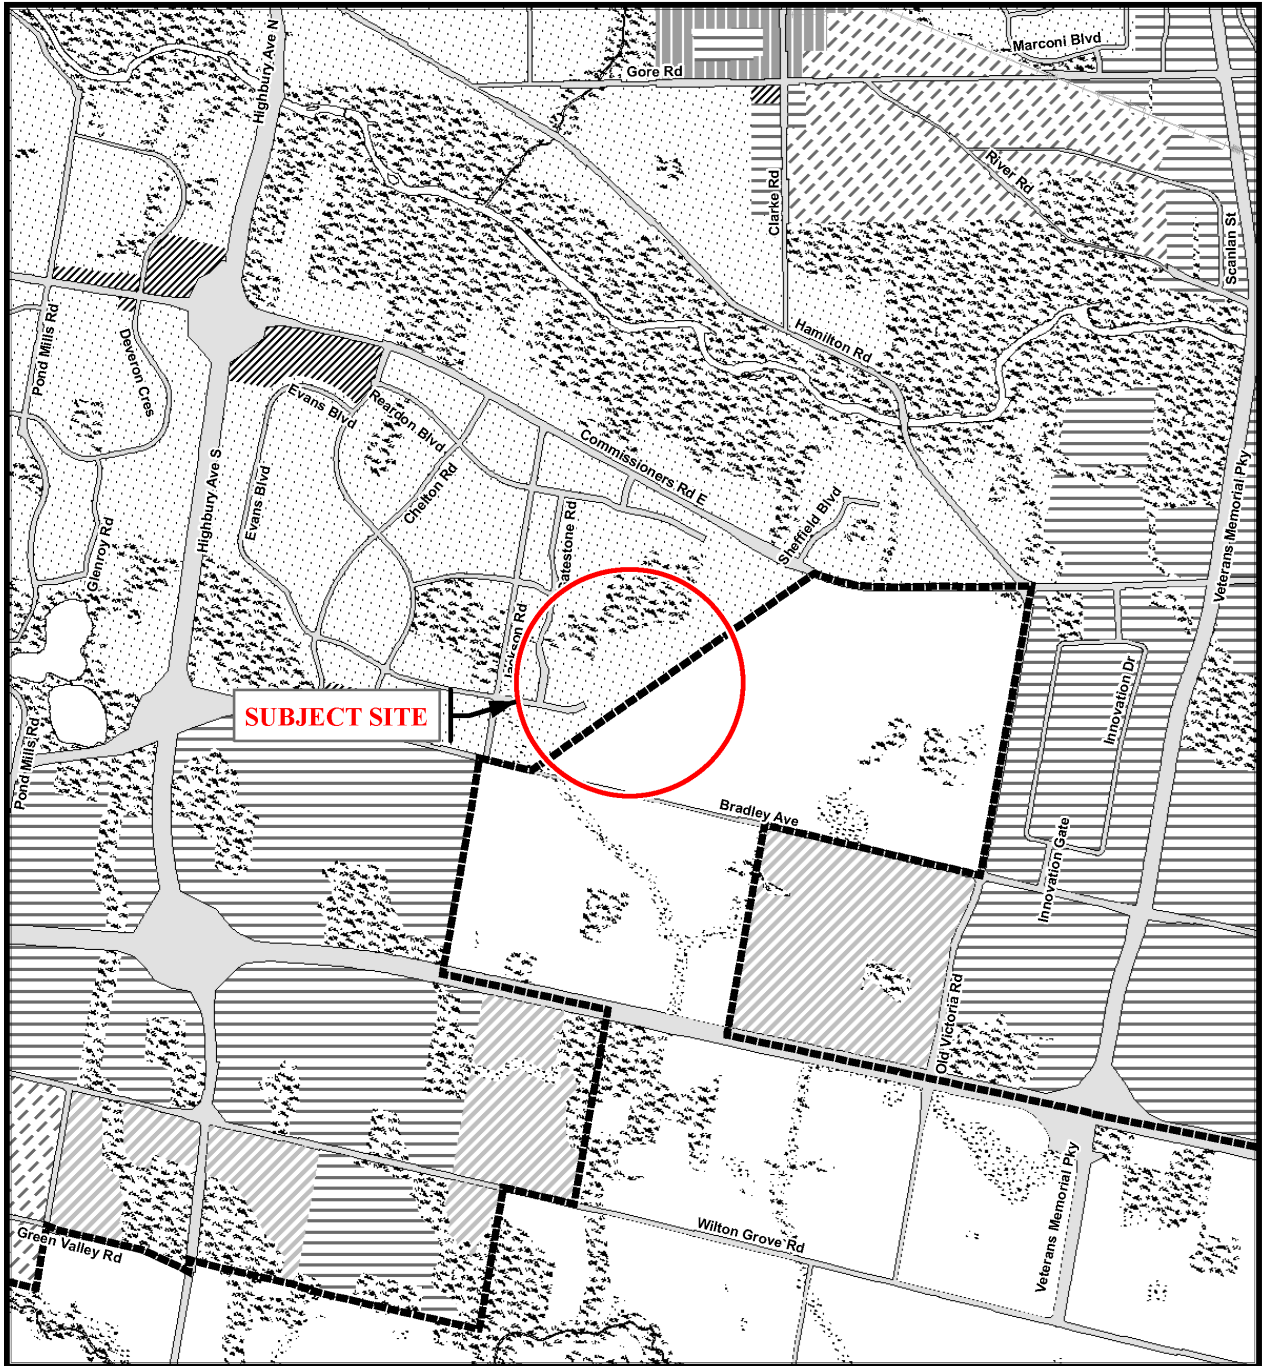 Highbury Ave N
Gore Rd
Marconi Blvd
River Rd
Clarke Rd
Scanlan St
Pond Mills Rd
Deveron Cres
Hamilton Rd
Evans Blvd
Reardon Blvd
Commissioners Rd E
Chelton Rd
Evans Blvd
Highbury Ave S
Sheffield Blvd
Veterans Memorial Pky
Glenroy Rd
atestone Rd
ackson Rd
SUBJECT SITE
Innovation Dr
Pond Mills Rd
Bradley Ave
Innovation Gate
Old Victoria Rd
Veterans Memorial Pky
Wilton Grove Rd
Green Valley Rd